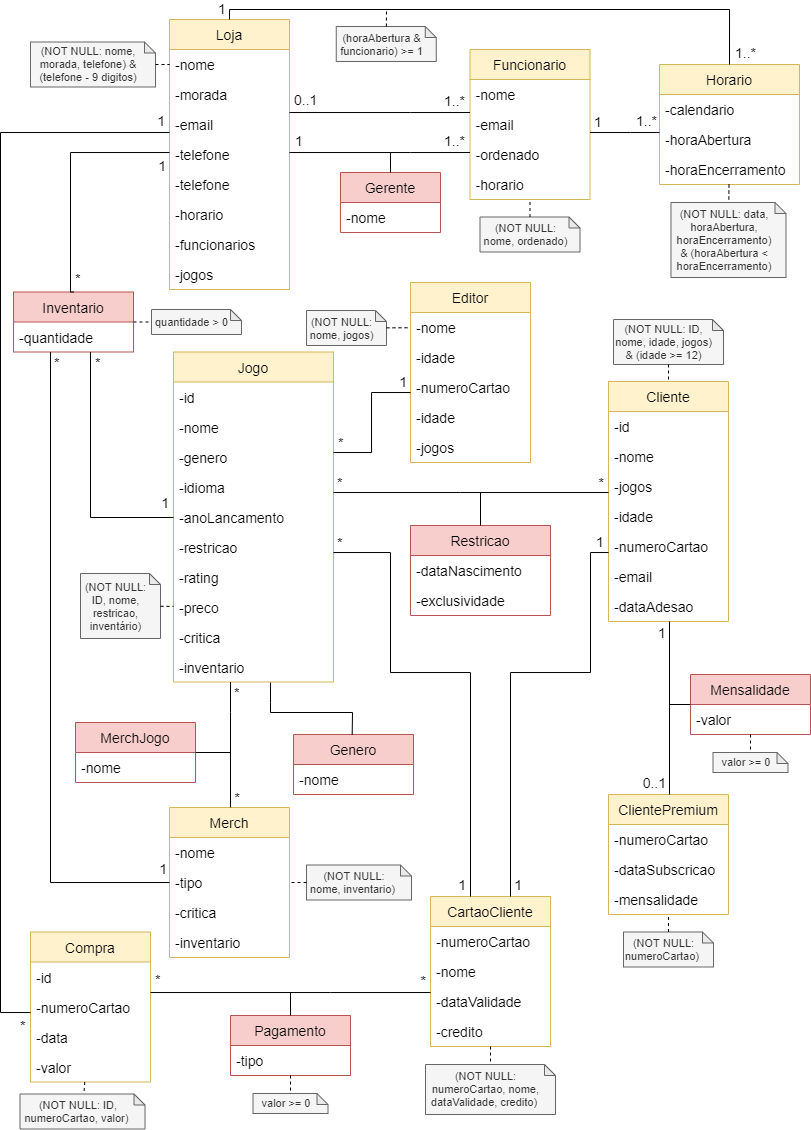 1
(NOT NULL: nome,
morada, telefone) &
(telefone - 9 digitos)
Loja
-nome
-morada
-email
-telefone
-telefone
-horario
-funcionarios
-jogos
(horaAbertura &
funcionario) >= 1
1..*
Funcionario
-nome
-email
-ordenado
-horario
Horario
-calendario
-horaAbertura
-horaEncerramento
0..1
1..*
1
1..*
1
1..*
1
1
Gerente
-nome
(NOT NULL:
nome, ordenado)
(NOT NULL: data,
horaAbertura,
horaEncerramento)
& (horaAbertura <
horaEncerramento)
*
Inventario
-quantidade
quantidade > 0
*
*
(NOT NULL:
nome, jogos)
Editor
-nome
-idade
-numeroCartao
-idade
-jogos
1
*
(NOT NULL: ID,
nome, idade, jogos)
& (idade >= 12)
Jogo
-id
-nome
-genero
-idioma
-anoLancamento
-restricao
-rating
-preco
-critica
-inventario
1
(NOT NULL:
ID, nome,
restricao,
inventário)
Cliente
-id
-nome
-jogos
-idade
-numeroCartao
-email
-dataAdesao
*
*
Restricao
-dataNascimento
-exclusividade
*
1
1
Mensalidade
-valor
valor >= 0
0..1
*
MerchJogo
-nome
Genero
-nome
*
Merch
-nome
-tipo
-critica
-inventario
1
(NOT NULL:
nome, inventario)
ClientePremium
-numeroCartao
-dataSubscricao
-mensalidade
(NOT NULL:
numeroCartao)
1
1
CartaoCliente
-numeroCartao
-nome
-dataValidade
-credito
Compra
-id
-numeroCartao
-data
-valor
*
*
*
Pagamento
-tipo
valor >= 0
(NOT NULL: ID,
numeroCartao, valor)
(NOT NULL:
numeroCartao, nome,
dataValidade, credito)